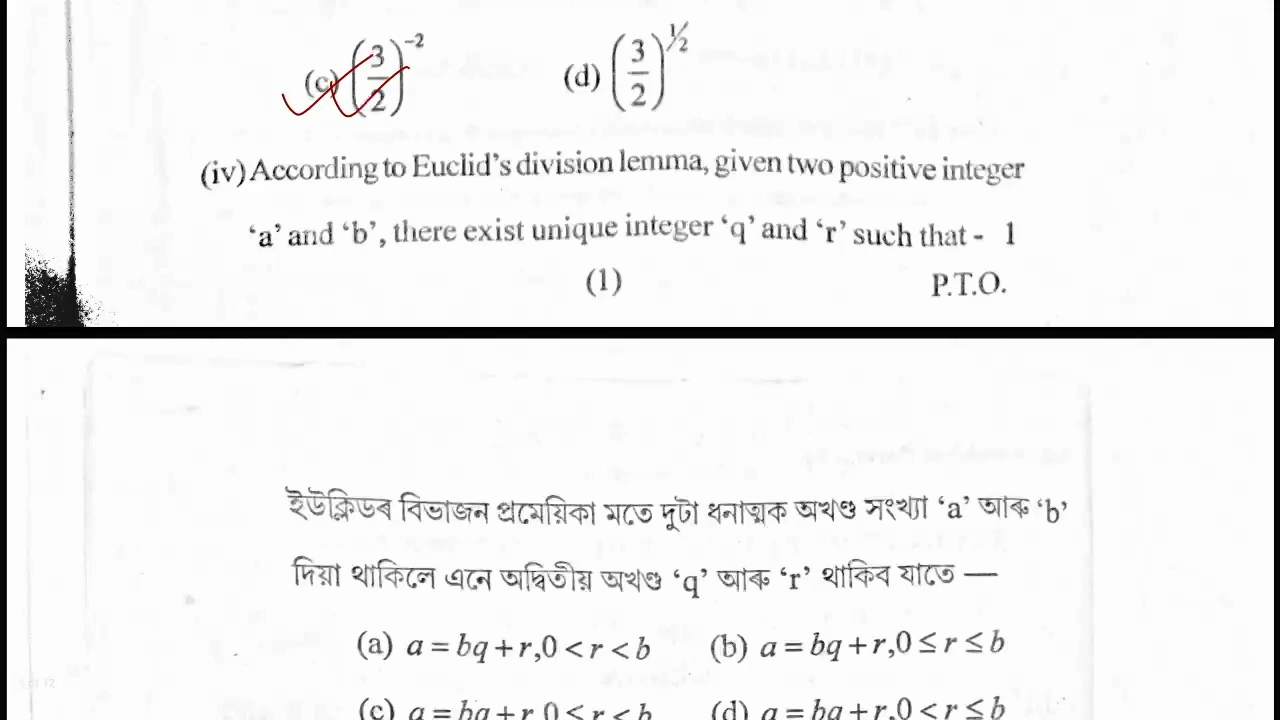 (c) (3/2)^-2 (d) (3/2)^1/2
(iv) According to Euclid's division lemma, given two positive integer
'a' and 'b', there exist unique integer 'q' and 'r' such that - 1
(1) P.T.O.
ইউক্লিডৰ বিভাজন প্ৰমেয়িকা মতে দুটা ধনাত্মক অখণ্ড সংখ্যা 'a' আৰু 'b'
দিয়া থাকিলে এনে অদ্বিতীয় অখণ্ড 'q' আৰু 'r' থাকিব যাতে —
(a) a = bq + r, 0 < r < b (b) a = bq + r, 0 ≤ r ≤ b
(c) a = bq + r (d) a = bq + r